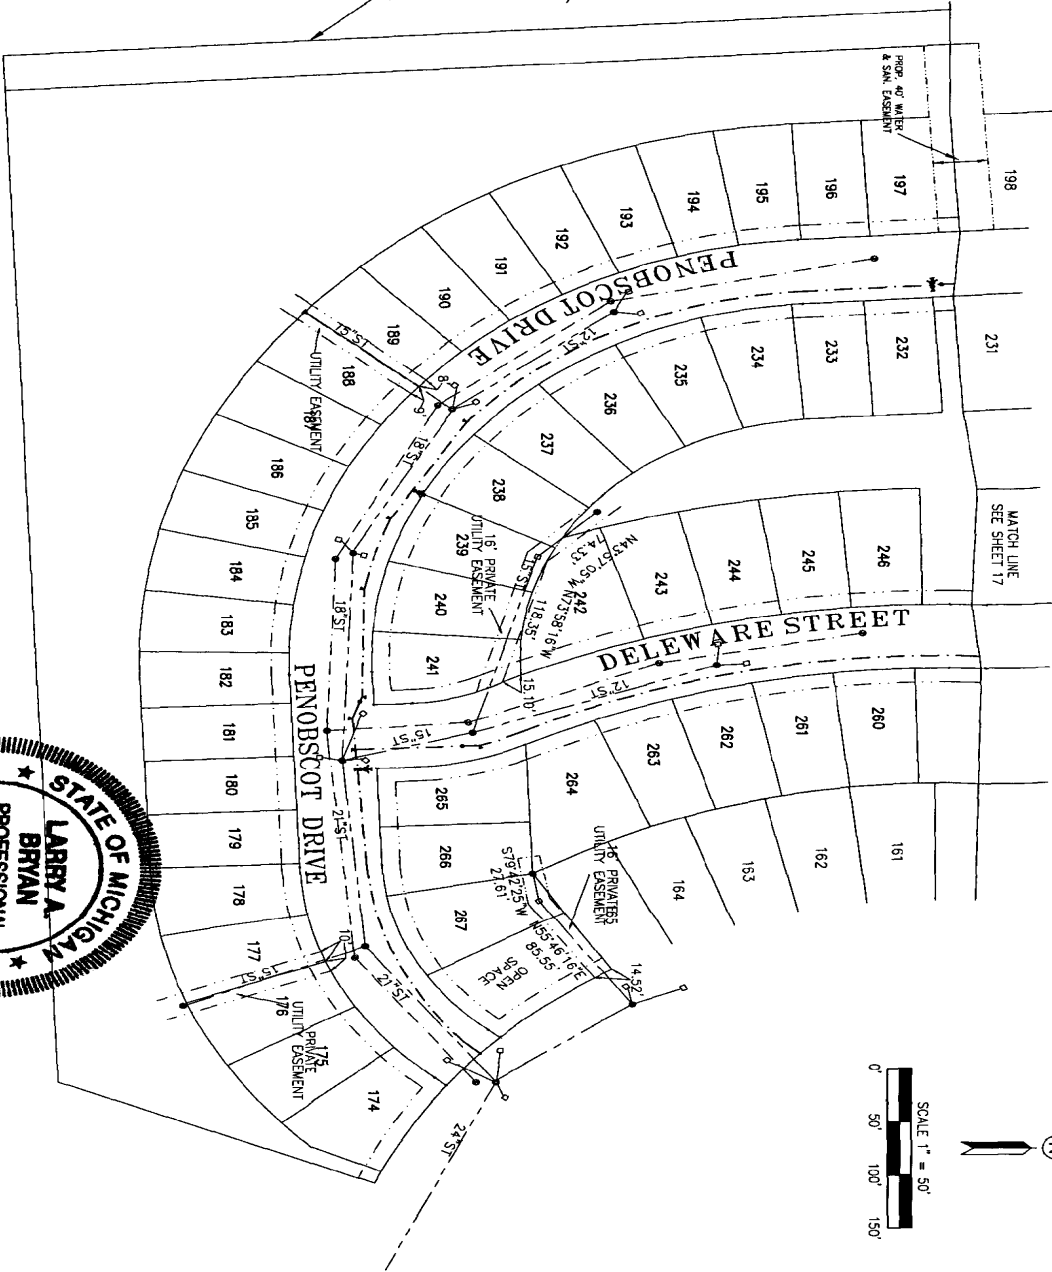 PROP. 40' WATER
& SAN. EASEMENT
198
197
196
195
194
193
192
191
190
189
188
187
186
185
184
183
182
181
180
179
178
177
176
175
174
PENOBSCOT DRIVE
12"ST
231
232
233
234
235
236
237
238
239
240
241
242
243
244
245
246
MATCH LINE
SEE SHEET 17
15"ST
UTILITY EASEMENT
8'
18"ST
16' PRIVATE
UTILITY EASEMENT
15"ST
N43°57'05"W
74.33'
N73°58'16"W
118.35'
15.10'
DELEWARE STREET
12"ST
15"ST
18"ST
PENOBSCOT DRIVE
21"ST
260
261
262
263
264
265
266
267
161
162
163
164
16' PRIVATE
UTILITY EASEMENT
S79°42'25"W
27.61'
N55°46'16"E
85.55'
14.52'
OPEN
SPACE
10'
15"ST
21"ST
PRIVATE
UTILITY EASEMENT
24"ST
SCALE 1" = 50'
0'
50'
100'
150'
STATE OF MICHIGAN
LARRY A.
BRYAN
PROFESSIONAL